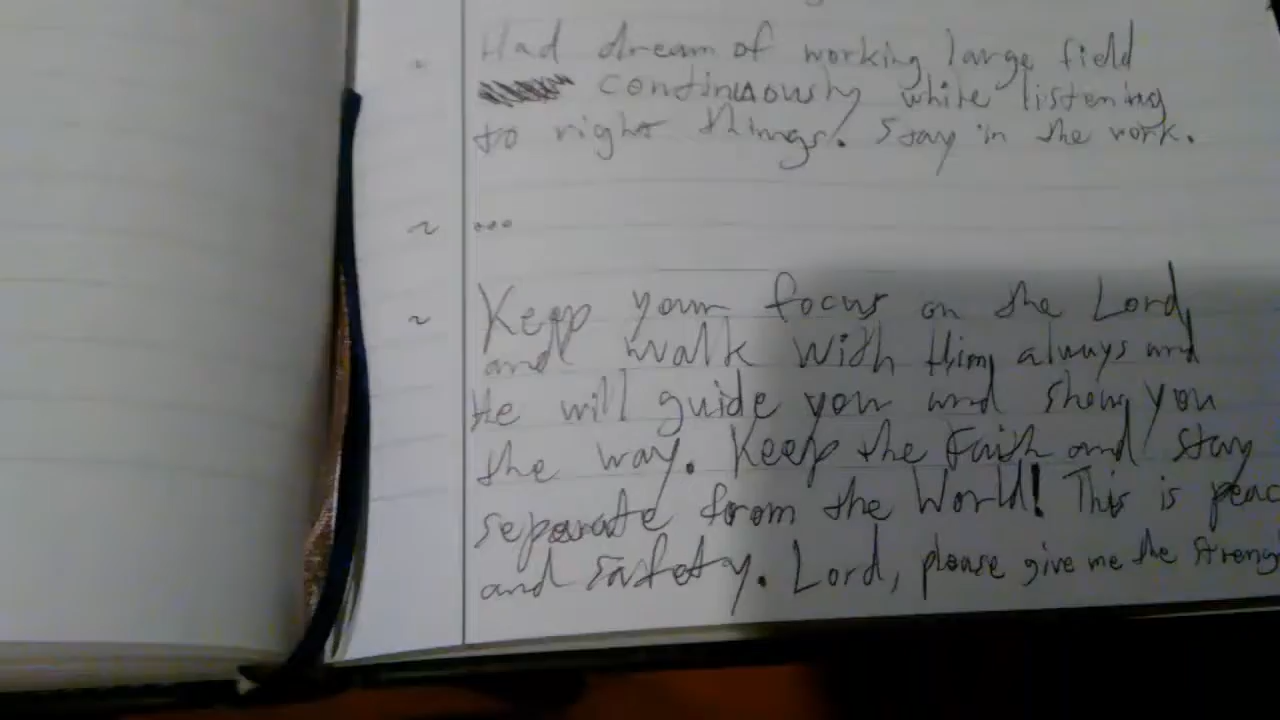 Had dream of working large field
continuously while listening
to right things. Stay in the work.
~ ...
~ Keep your focus on the Lord,
and walk with Him always and
He will guide you and show you
the way. Keep the Faith and stay
separate from the World! This is peac
and safety. Lord, please give me the streng